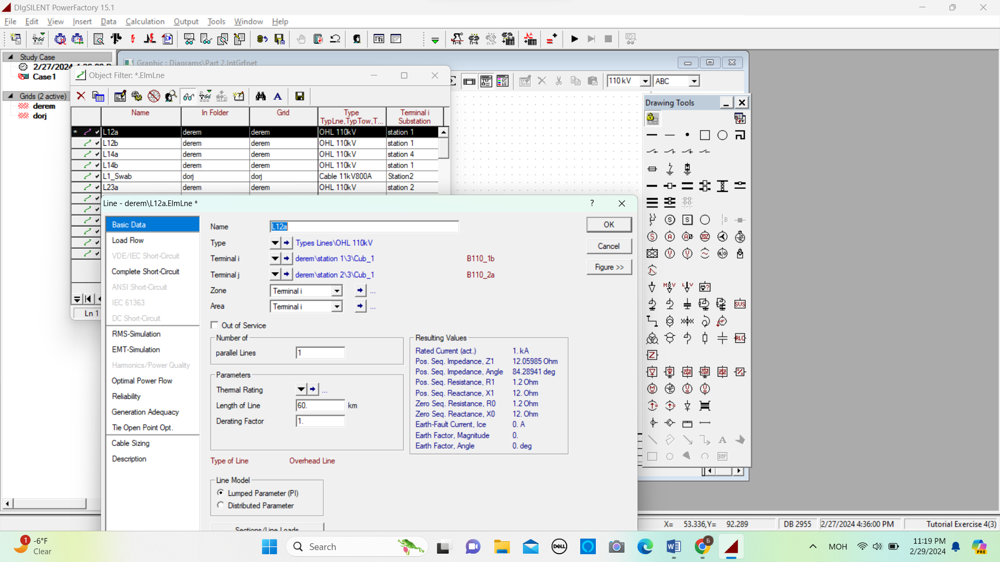 DIgSILENT PowerFactory 15.1
File Edit View Insert Data Calculation Output Tools Window Help
Study Case
Case1
Grids (2 active)
derem
dorj
Graphic : Diagrams\Part 2.IntGrfnet
110 kV ABC
Object Filter: *.ElmLne
Name In Folder Grid Type Terminal i
TypLne,TypTow,T... Substation
* L12a derem derem OHL 110kV station 1
L12b derem derem OHL 110kV station 1
L14a derem derem OHL 110kV station 4
L14b derem derem OHL 110kV station 1
L1_Swab dorj dorj Cable 11kV800A Station2
L23a derem derem OHL 110kV station 2
Ln 1
Line - derem\L12a.ElmLne *
?
Basic Data
Load Flow
VDE/IEC Short-Circuit
Complete Short-Circuit
ANSI Short-Circuit
IEC 61363
DC Short-Circuit
RMS-Simulation
EMT-Simulation
Harmonics/Power Quality
Optimal Power Flow
Reliability
Generation Adequacy
Tie Open Point Opt.
Cable Sizing
Description
Name L12a
Type Types Lines\OHL 110kV
Terminal i derem\station 1\3\Cub_1 B110_1b
Terminal j derem\station 2\3\Cub_1 B110_2a
Zone Terminal i ...
Area Terminal i ...
Out of Service
Number of
parallel Lines 1
Parameters
Thermal Rating ...
Length of Line 60. km
Derating Factor 1.
Resulting Values
Rated Current (act.) 1. kA
Pos. Seq. Impedance, Z1 12.05985 Ohm
Pos. Seq. Impedance, Angle 84.28941 deg
Pos. Seq. Resistance, R1 1.2 Ohm
Pos. Seq. Reactance, X1 12. Ohm
Zero Seq. Resistance, R0 1.2 Ohm
Zero Seq. Reactance, X0 12. Ohm
Earth-Fault Current, Ice 0. A
Earth Factor, Magnitude 0.
Earth Factor, Angle 0. deg
Type of Line Overhead Line
Line Model
Lumped Parameter (PI)
Distributed Parameter
Sections/Line Loads
OK
Cancel
Figure >>
Drawing Tools
X= 53.336,Y= 92.289
DB 2955
2/27/2024 4:36:00 PM
Tutorial Exercise 4(3)
1
-6°F
Clear
Search
DELL
6
MOH
11:19 PM
2/29/2024
PRE